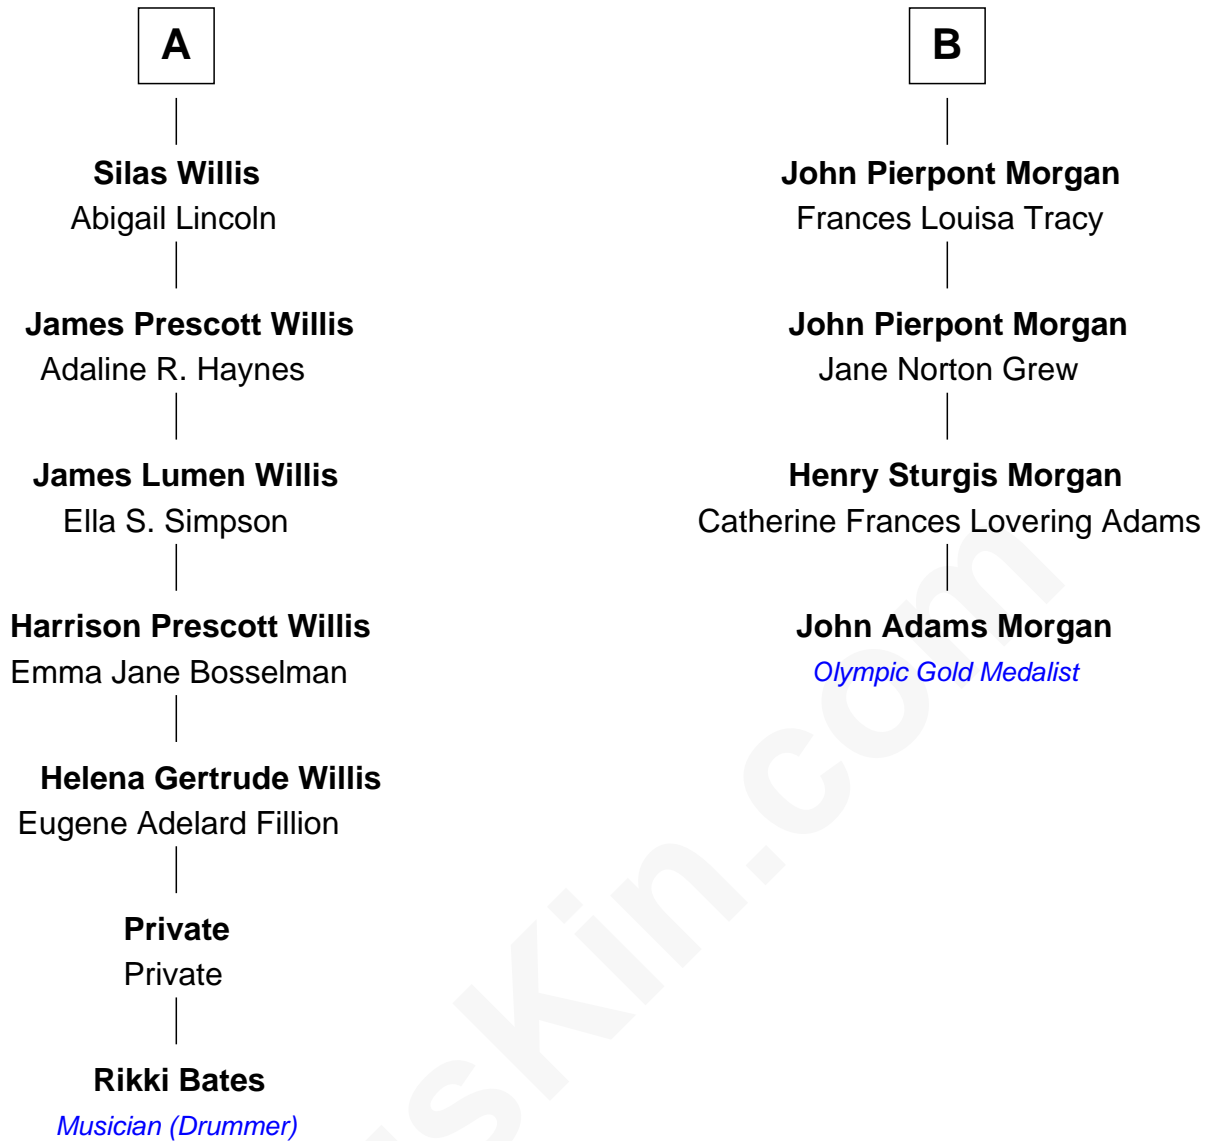 A
Silas Willis
Abigail Lincoln
James Prescott Willis
Adaline R. Haynes
James Lumen Willis
Ella S. Simpson
Harrison Prescott Willis
Emma Jane Bosselman
Helena Gertrude Willis
Eugene Adelard Fillion
Private
Private
Rikki Bates
Musician (Drummer)
B
John Pierpont Morgan
Frances Louisa Tracy
John Pierpont Morgan
Jane Norton Grew
Henry Sturgis Morgan
Catherine Frances Lovering Adams
John Adams Morgan
Olympic Gold Medalist
sKin.com